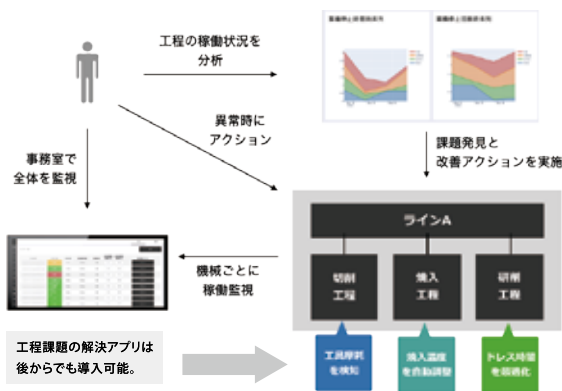 工程の稼働状況を
分析
異常時に
アクション
事務室で
全体を監視
課題発見と
改善アクションを実施
ラインA
切削
工程
焼入
工程
研削
工程
機械ごとに
稼働監視
工具摩耗
を検知
焼入温度
を自動調整
ドレス時間
を最適化
工程課題の解決アプリは
後からでも導入可能。